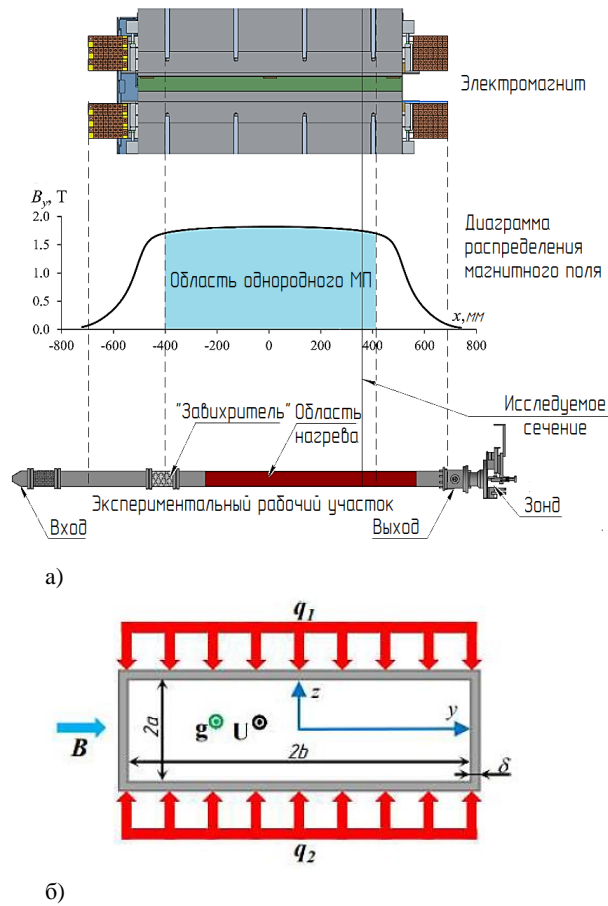 Электромагнит
B_y, Т
2.0
1.5
1.0
0.5
0.0
Область однородного МП
Диаграмма
распределения
магнитного поля
x, мм
-800 -600 -400 -200 0 200 400 600 800
"Завихритель"
Область
нагрева
Исследуемое
сечение
Экспериментальный рабочий участок
Вход
Выход
Зонд
а)
q₁
B
2a
g U
z
y
2b
δ
q₂
б)